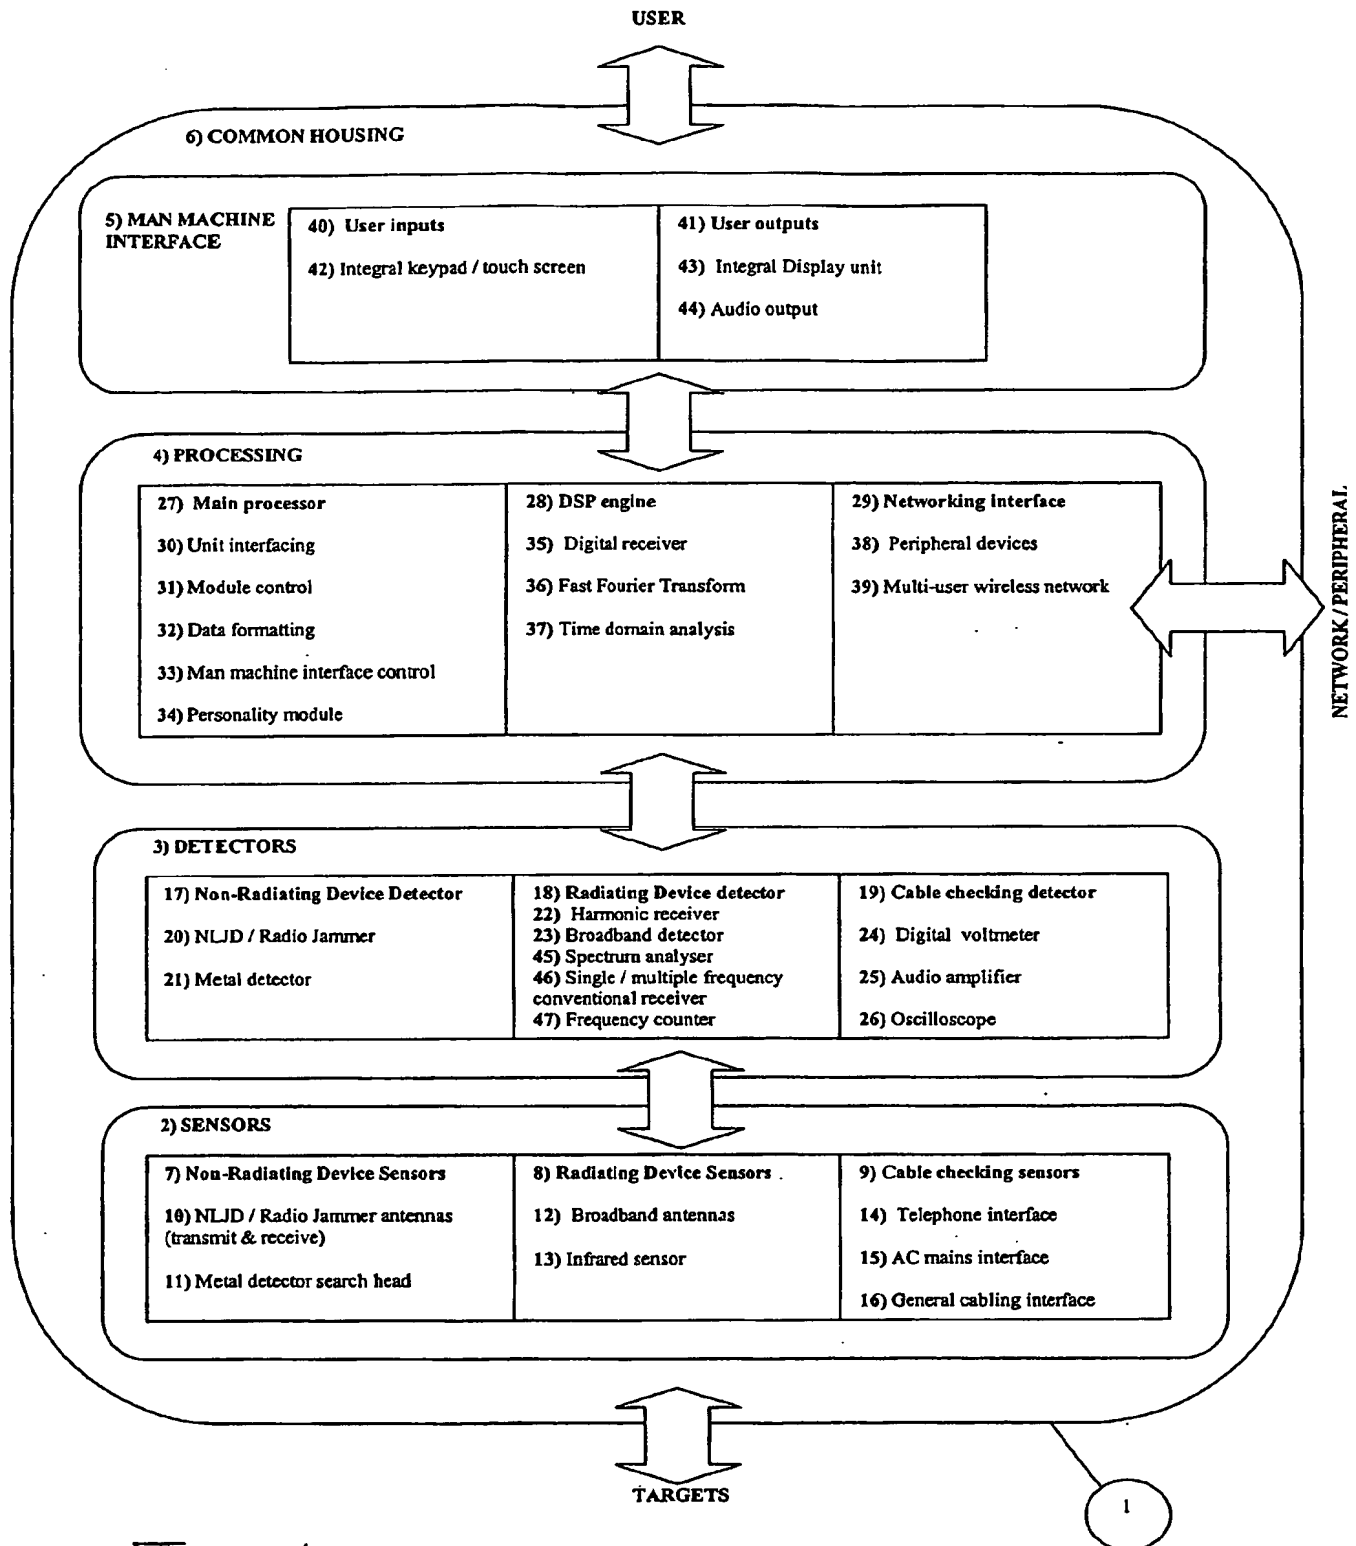 USER
6) COMMON HOUSING
5) MAN MACHINE
INTERFACE
40) User inputs
42) Integral keypad / touch screen
41) User outputs
43) Integral Display unit
44) Audio output
4) PROCESSING
27) Main processor
30) Unit interfacing
31) Module control
32) Data formatting
33) Man machine interface control
34) Personality module
28) DSP engine
35) Digital receiver
36) Fast Fourier Transform
37) Time domain analysis
29) Networking interface
38) Peripheral devices
39) Multi-user wireless network
NETWORK / PERIPHERAL
3) DETECTORS
17) Non-Radiating Device Detector
20) NLJD / Radio Jammer
21) Metal detector
18) Radiating Device detector
22) Harmonic receiver
23) Broadband detector
45) Spectrum analyser
46) Single / multiple frequency
conventional receiver
47) Frequency counter
19) Cable checking detector
24) Digital voltmeter
25) Audio amplifier
26) Oscilloscope
2) SENSORS
7) Non-Radiating Device Sensors
10) NLJD / Radio Jammer antennas
(transmit & receive)
11) Metal detector search head
8) Radiating Device Sensors
12) Broadband antennas
13) Infrared sensor
9) Cable checking sensors
14) Telephone interface
15) AC mains interface
16) General cabling interface
TARGETS
1